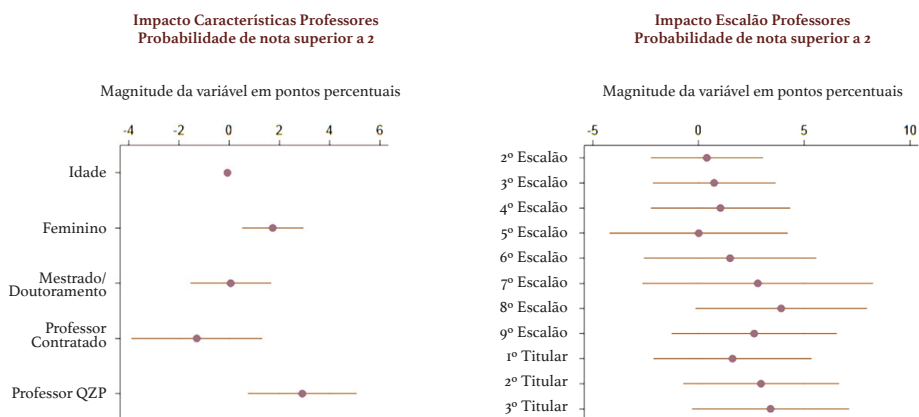 Impacto Características Professores
Probabilidade de nota superior a 2
Magnitude da variável em pontos percentuais
-4 -2 0 2 4 6
Idade
Feminino
Mestrado/
Doutoramento
Professor
Contratado
Professor QZP
Impacto Escalão Professores
Probabilidade de nota superior a 2
Magnitude da variável em pontos percentuais
-5 0 5 10
2º Escalão
3º Escalão
4º Escalão
5º Escalão
6º Escalão
7º Escalão
8º Escalão
9º Escalão
1º Titular
2º Titular
3º Titular